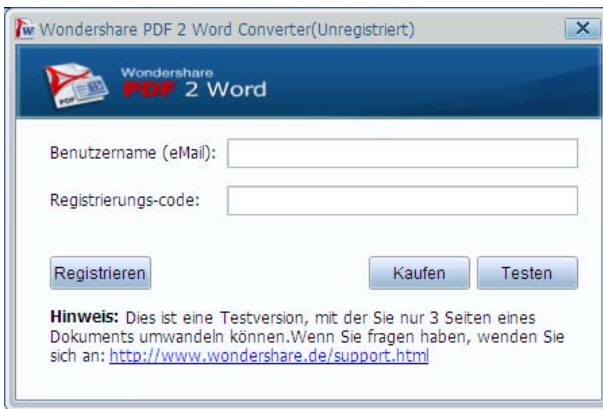 Wondershare PDF 2 Word Converter(Unregistriert)
Wondershare
PDF 2 Word
PDF
Benutzername (eMail):
Registrierungs-code:
Registrieren Kaufen Testen
Hinweis: Dies ist eine Testversion, mit der Sie nur 3 Seiten eines
Dokuments umwandeln können.Wenn Sie fragen haben, wenden Sie
sich an: http://www.wondershare.de/support.html